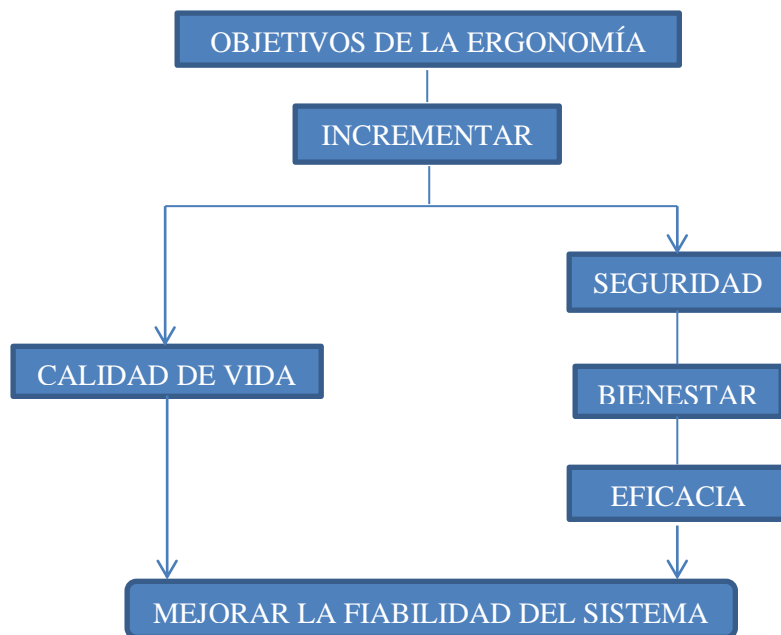 OBJETIVOS DE LA ERGONOMÍA
INCREMENTAR
SEGURIDAD
CALIDAD DE VIDA
BIENESTAR
EFICACIA
MEJORAR LA FIABILIDAD DEL SISTEMA